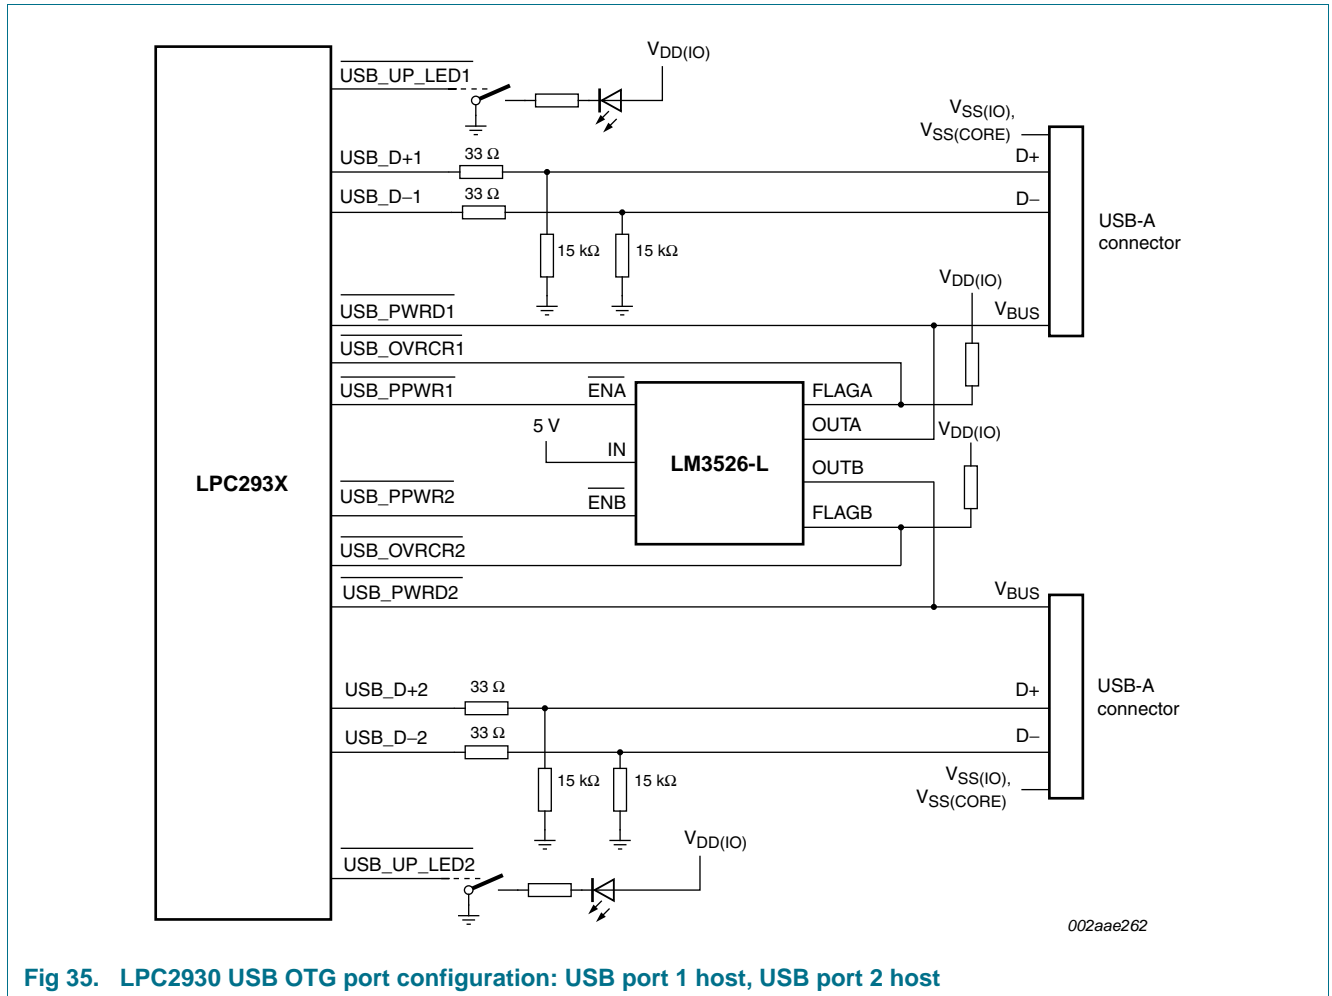 USB_UP_LED1
VDD(IO)
VSS(IO),
VSS(CORE)
USB_D+1
33 Ω
D+
USB_D−1
33 Ω
D−
USB-A
connector
15 kΩ
15 kΩ
VDD(IO)
USB_PWRD1
VBUS
USB_OVRCR1
USB_PPWR1
ENA
FLAGA
5 V
IN
OUTA
VDD(IO)
LPC293X
LM3526-L
OUTB
USB_PPWR2
ENB
FLAGB
USB_OVRCR2
USB_PWRD2
VBUS
USB_D+2
33 Ω
D+
USB-A
connector
USB_D−2
33 Ω
D−
15 kΩ
15 kΩ
VSS(IO),
VSS(CORE)
VDD(IO)
USB_UP_LED2
002aae262
Fig 35. LPC2930 USB OTG port configuration: USB port 1 host, USB port 2 host